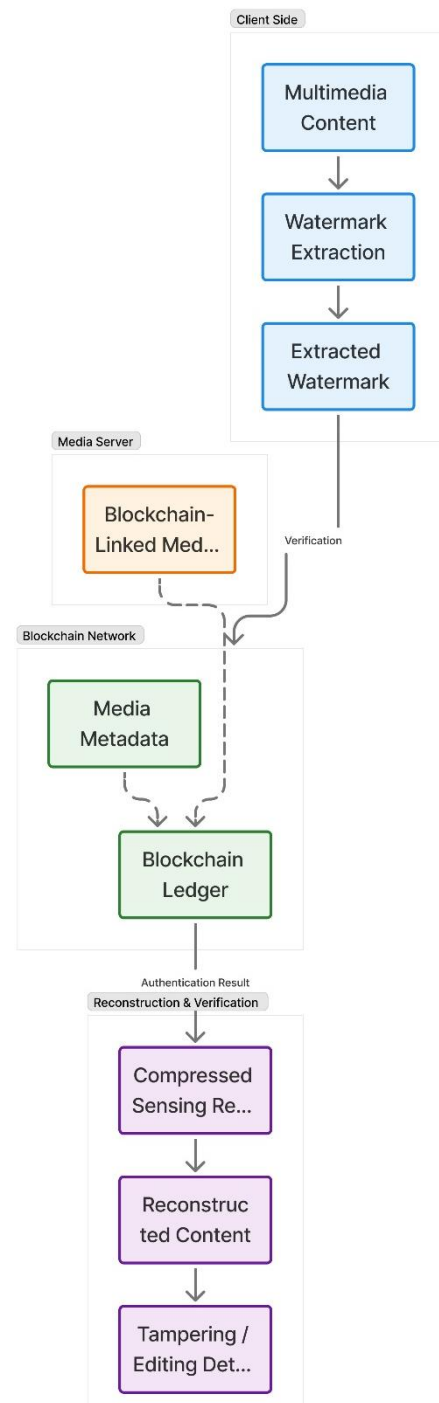 Client Side
Multimedia
Content
Watermark
Extraction
Extracted
Watermark
Media Server
Blockchain-
Linked Med...
Verification
Blockchain Network
Media
Metadata
Blockchain
Ledger
Authentication Result
Reconstruction & Verification
Compressed
Sensing Re...
Reconstruc
ted Content
Tampering /
Editing Det...